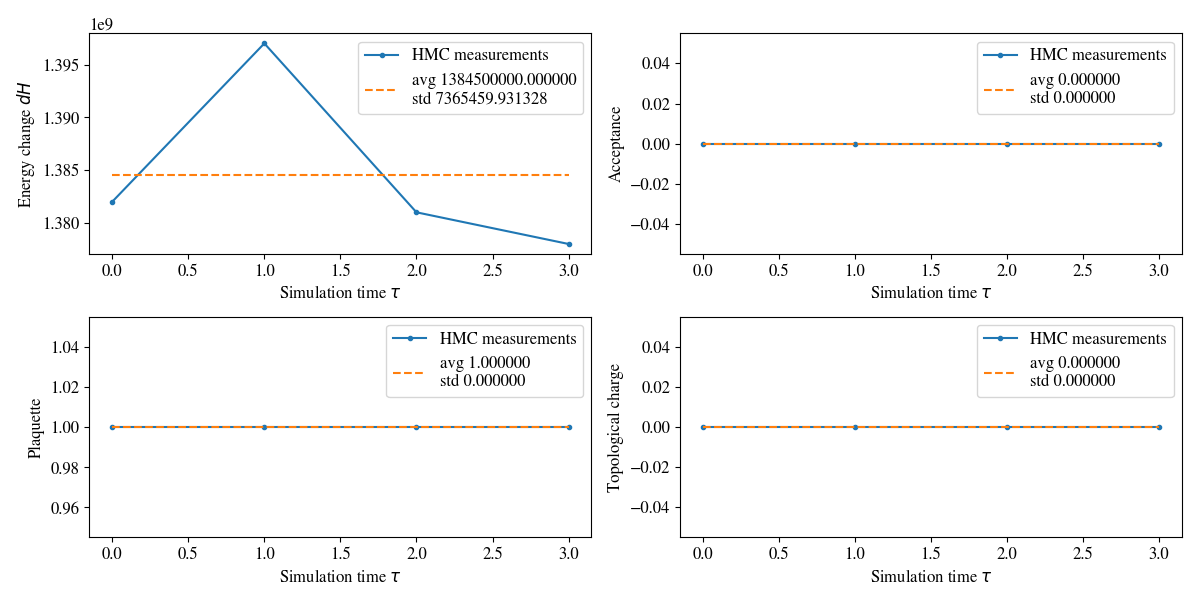 1e9
Energy change dH
1.395
1.390
1.385
1.380
HMC measurements
avg 1384500000.000000
std 7365459.931328
0.0 0.5 1.0 1.5 2.0 2.5 3.0
Simulation time τ
Acceptance
0.04
0.02
0.00
−0.02
−0.04
HMC measurements
avg 0.000000
std 0.000000
0.0 0.5 1.0 1.5 2.0 2.5 3.0
Simulation time τ
Plaquette
1.04
1.02
1.00
0.98
0.96
HMC measurements
avg 1.000000
std 0.000000
0.0 0.5 1.0 1.5 2.0 2.5 3.0
Simulation time τ
Topological charge
0.04
0.02
0.00
−0.02
−0.04
HMC measurements
avg 0.000000
std 0.000000
0.0 0.5 1.0 1.5 2.0 2.5 3.0
Simulation time τ